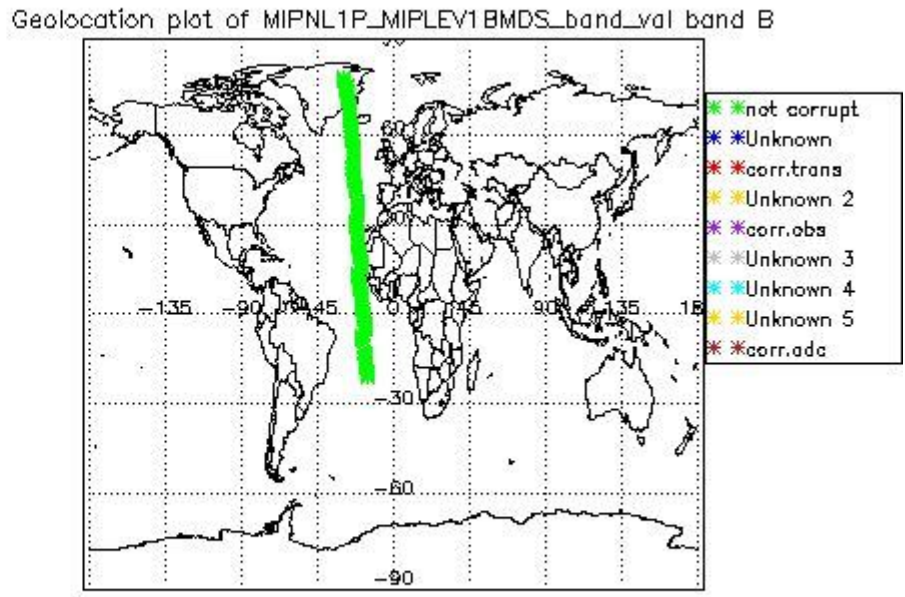 Geolocation plot of MIPNL1P_MIPLEV1BMDS_band_val band B
60
-135
-90
-45
0
45
90
135
-30
-60
-90
not corrupt
Unknown
corr.trans
Unknown 2
corr.obs
Unknown 3
Unknown 4
Unknown 5
corr.adc